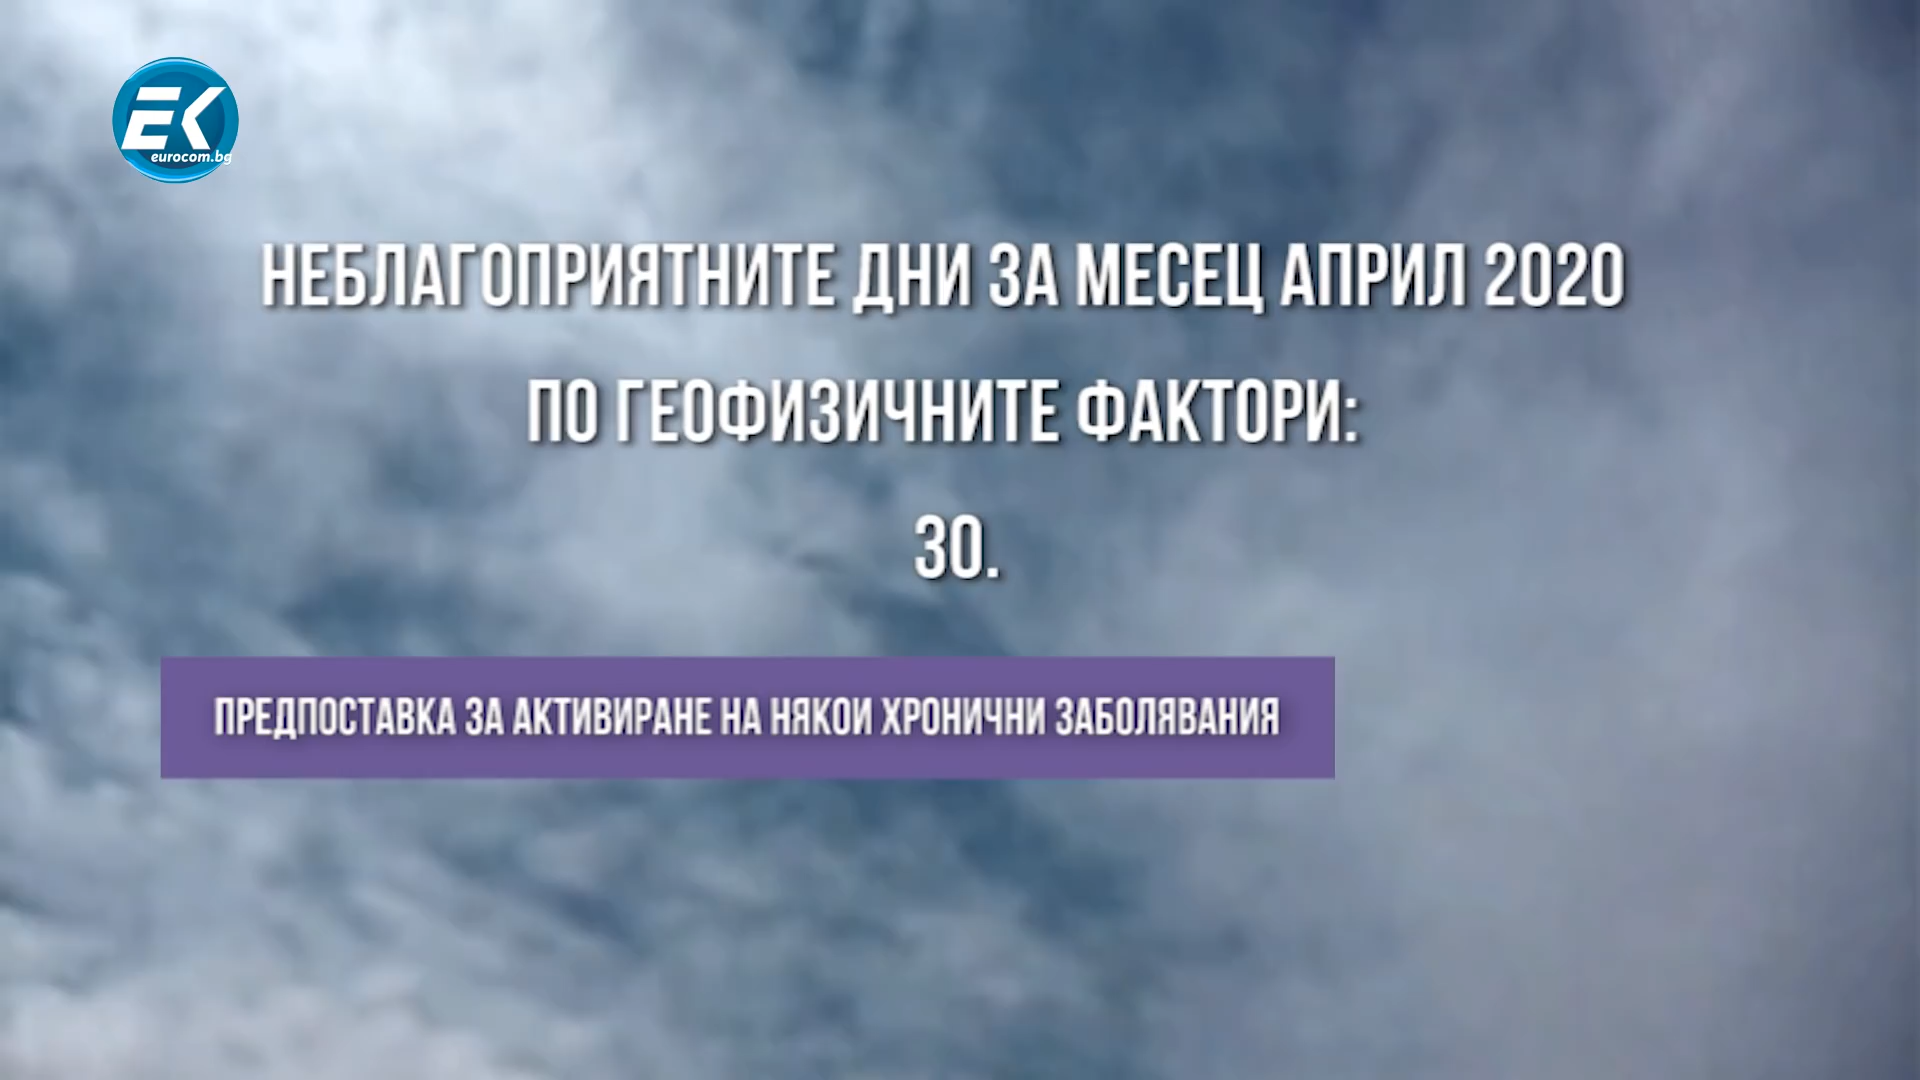 EK
eurocom.bg
НЕБЛАГОПРИЯТНИТЕ ДНИ ЗА МЕСЕЦ АПРИЛ 2020
ПО ГЕОФИЗИЧНИТЕ ФАКТОРИ:
30.
ПРЕДПОСТАВКА ЗА АКТИВИРАНЕ НА НЯКОИ ХРОНИЧНИ ЗАБОЛЯВАНИЯ